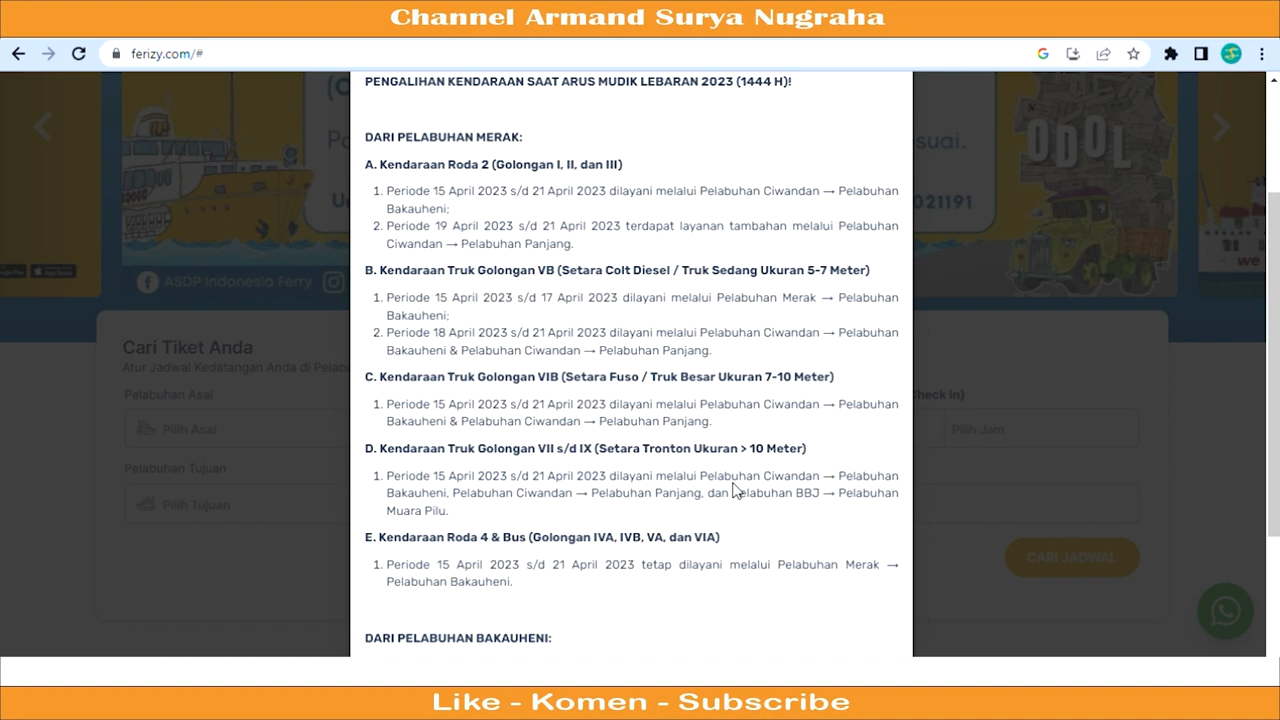 Channel Armand Surya Nugraha
ferizy.com/#
PENGALIHAN KENDARAAN SAAT ARUS MUDIK LEBARAN 2023 (1444 H)!
DARI PELABUHAN MERAK:
A. Kendaraan Roda 2 (Golongan I, II, dan III)
1. Periode 15 April 2023 s/d 21 April 2023 dilayani melalui Pelabuhan Ciwandan → Pelabuhan
Bakauheni;
2. Periode 19 April 2023 s/d 21 April 2023 terdapat layanan tambahan melalui Pelabuhan
Ciwandan → Pelabuhan Panjang.
B. Kendaraan Truk Golongan VB (Setara Colt Diesel / Truk Sedang Ukuran 5-7 Meter)
1. Periode 15 April 2023 s/d 17 April 2023 dilayani melalui Pelabuhan Merak → Pelabuhan
Bakauheni;
2. Periode 18 April 2023 s/d 21 April 2023 dilayani melalui Pelabuhan Ciwandan → Pelabuhan
Bakauheni & Pelabuhan Ciwandan → Pelabuhan Panjang.
C. Kendaraan Truk Golongan VIB (Setara Fuso / Truk Besar Ukuran 7-10 Meter)
1. Periode 15 April 2023 s/d 21 April 2023 dilayani melalui Pelabuhan Ciwandan → Pelabuhan
Bakauheni & Pelabuhan Ciwandan → Pelabuhan Panjang.
D. Kendaraan Truk Golongan VII s/d IX (Setara Tronton Ukuran > 10 Meter)
1. Periode 15 April 2023 s/d 21 April 2023 dilayani melalui Pelabuhan Ciwandan → Pelabuhan
Bakauheni, Pelabuhan Ciwandan → Pelabuhan Panjang, dan Pelabuhan BBJ → Pelabuhan
Muara Pilu.
E. Kendaraan Roda 4 & Bus (Golongan IVA, IVB, VA, dan VIA)
1. Periode 15 April 2023 s/d 21 April 2023 tetap dilayani melalui Pelabuhan Merak →
Pelabuhan Bakauheni.
DARI PELABUHAN BAKAUHENI:
ASDP Indonesia Ferry
ODOL
suai.
021191
we
Cari Tiket Anda
Atur Jadwal Kedatangan Anda di
Pelabuhan Asal
Pilih Asal
Check In)
Pilih Jam
Pelabuhan Tujuan
Pilih Tujuan
CARI JADWAL
Like - Komen - Subscribe